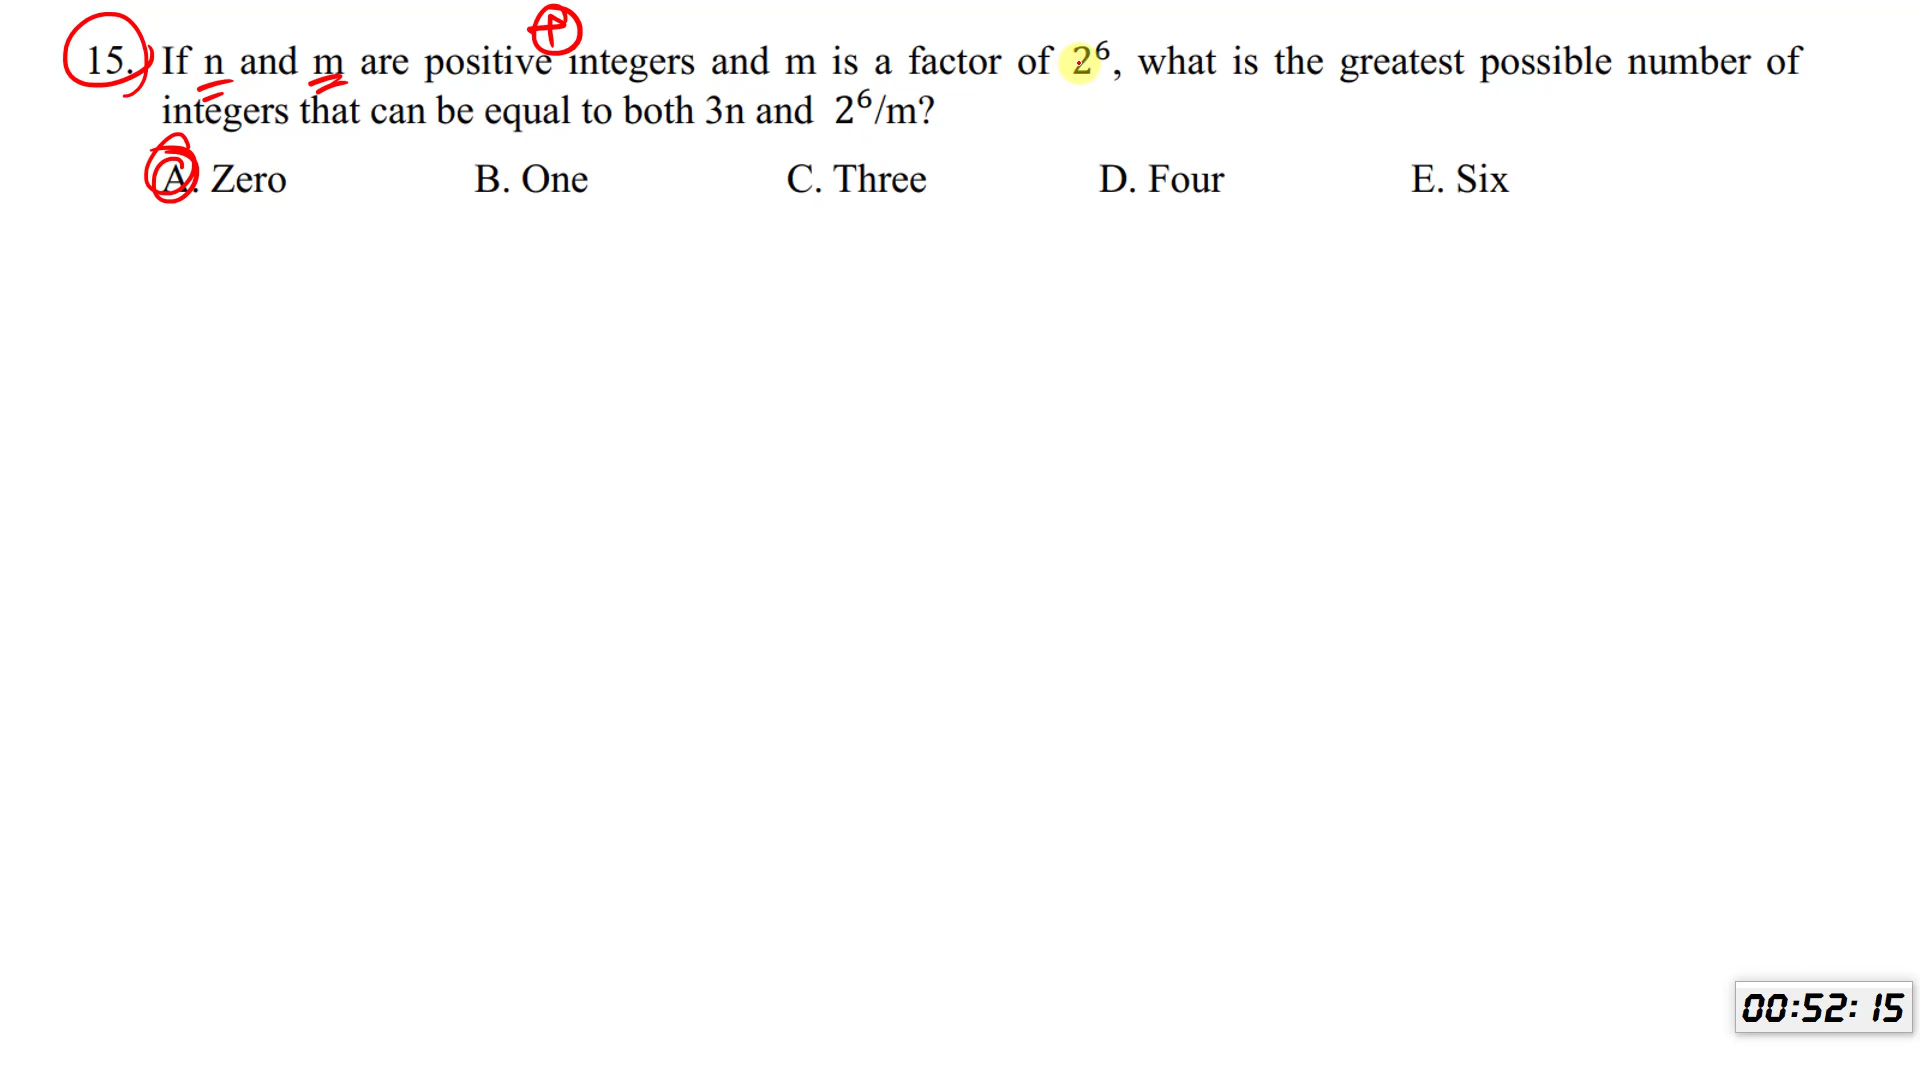 15. If n and m are positive integers and m is a factor of 2⁶, what is the greatest possible number of
integers that can be equal to both 3n and 2⁶/m?
A. Zero B. One C. Three D. Four E. Six
00:52:15